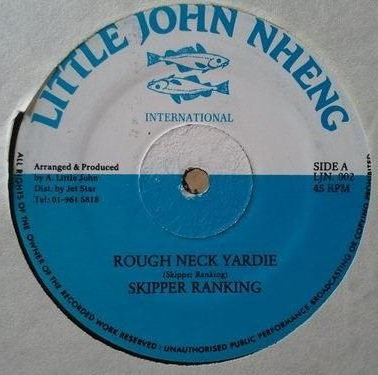 LITTLE JOHN NHENG
INTERNATIONAL
Arranged & Produced
by A. Little John
Dist. by Jet Star
Tel: 01-961 5818
SIDE A
LJN. 002
45 RPM
ROUGH NECK YARDIE
(Skipper Ranking)
SKIPPER RANKING
ALL RIGHTS OF THE OWNER OF THE RECORDED WORK RESERVED : UNAUTHORISED PUBLIC PERFORMANCE BROADCASTING OR COPYING PROHIBITED